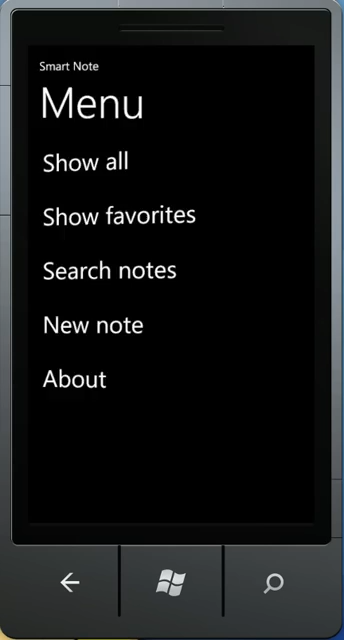 Smart Note
Menu
Show all
Show favorites
Search notes
New note
About